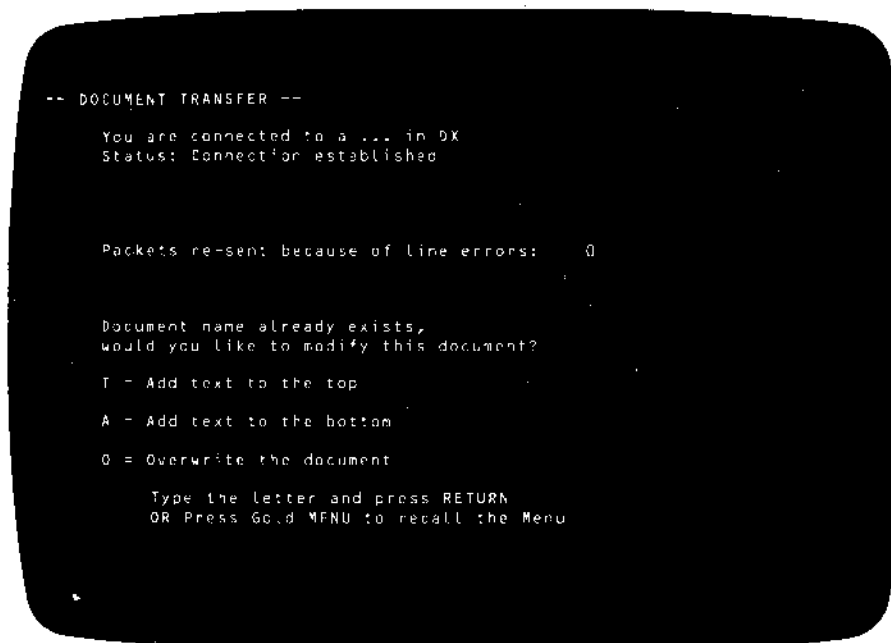 -- DOCUMENT TRANSFER --
You are connected to a ... in DX
Status: Connection established
Packets re-sent because of line errors: 0
Document name already exists,
would you like to modify this document?
T = Add text to the top
A = Add text to the bottom
O = Overwrite the document
Type the letter and press RETURN
OR Press Gold MENU to recall the Menu